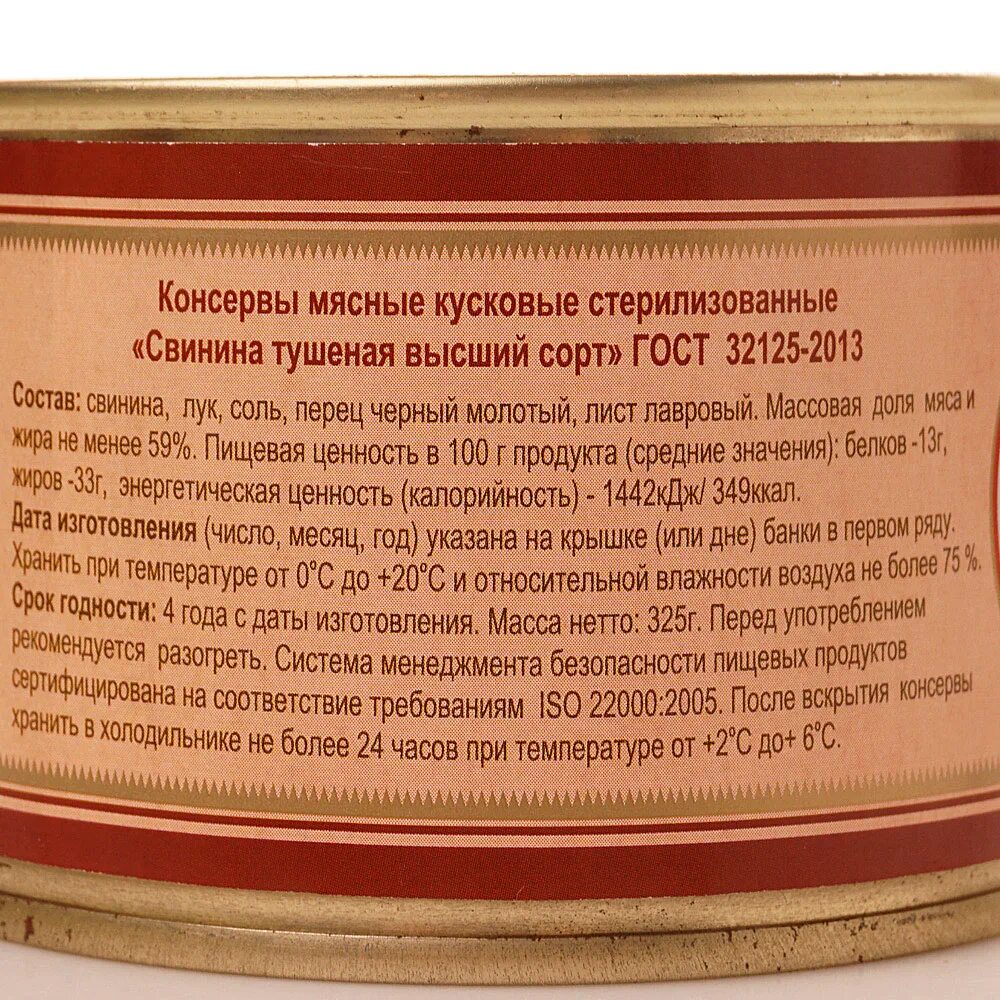 Консервы мясные кусковые стерилизованные
«Свинина тушеная высший сорт» ГОСТ 32125-2013
Состав: свинина, лук, соль, перец черный молотый, лист лавровый. Массовая доля мяса и
жира не менее 59%. Пищевая ценность в 100 г продукта (средние значения): белков -13г,
жиров -33г, энергетическая ценность (калорийность) - 1442кДж/ 349ккал.
Дата изготовления (число, месяц, год) указана на крышке (или дне) банки в первом ряду.
Хранить при температуре от 0°С до +20°С и относительной влажности воздуха не более 75 %.
Срок годности: 4 года с даты изготовления. Масса нетто: 325г. Перед употреблением
рекомендуется разогреть. Система менеджмента безопасности пищевых продуктов
сертифицирована на соответствие требованиям ISO 22000:2005. После вскрытия консервы
хранить в холодильнике не более 24 часов при температуре от +2°С до+ 6°С.